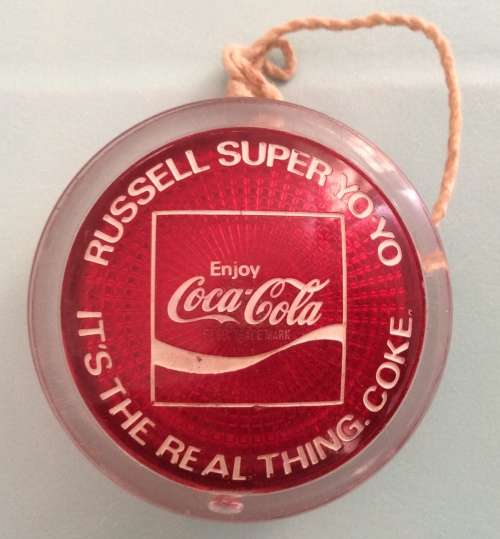 RUSSELL SUPER YO YO
Enjoy
Coca-Cola
IT'S THE REAL THING. COKE.